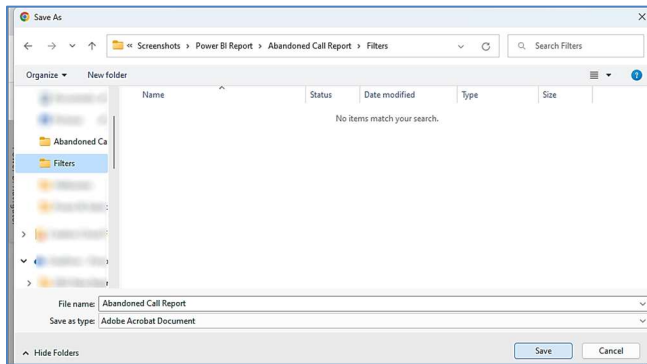 Save As
« Screenshots > Power BI Report > Abandoned Call Report > Filters
Search Filters
Organize
New folder
Name Status Date modified Type Size
No items match your search.
Abandoned Ca
Filters
File name: Abandoned Call Report
Save as type: Adobe Acrobat Document
Hide Folders
Save Cancel